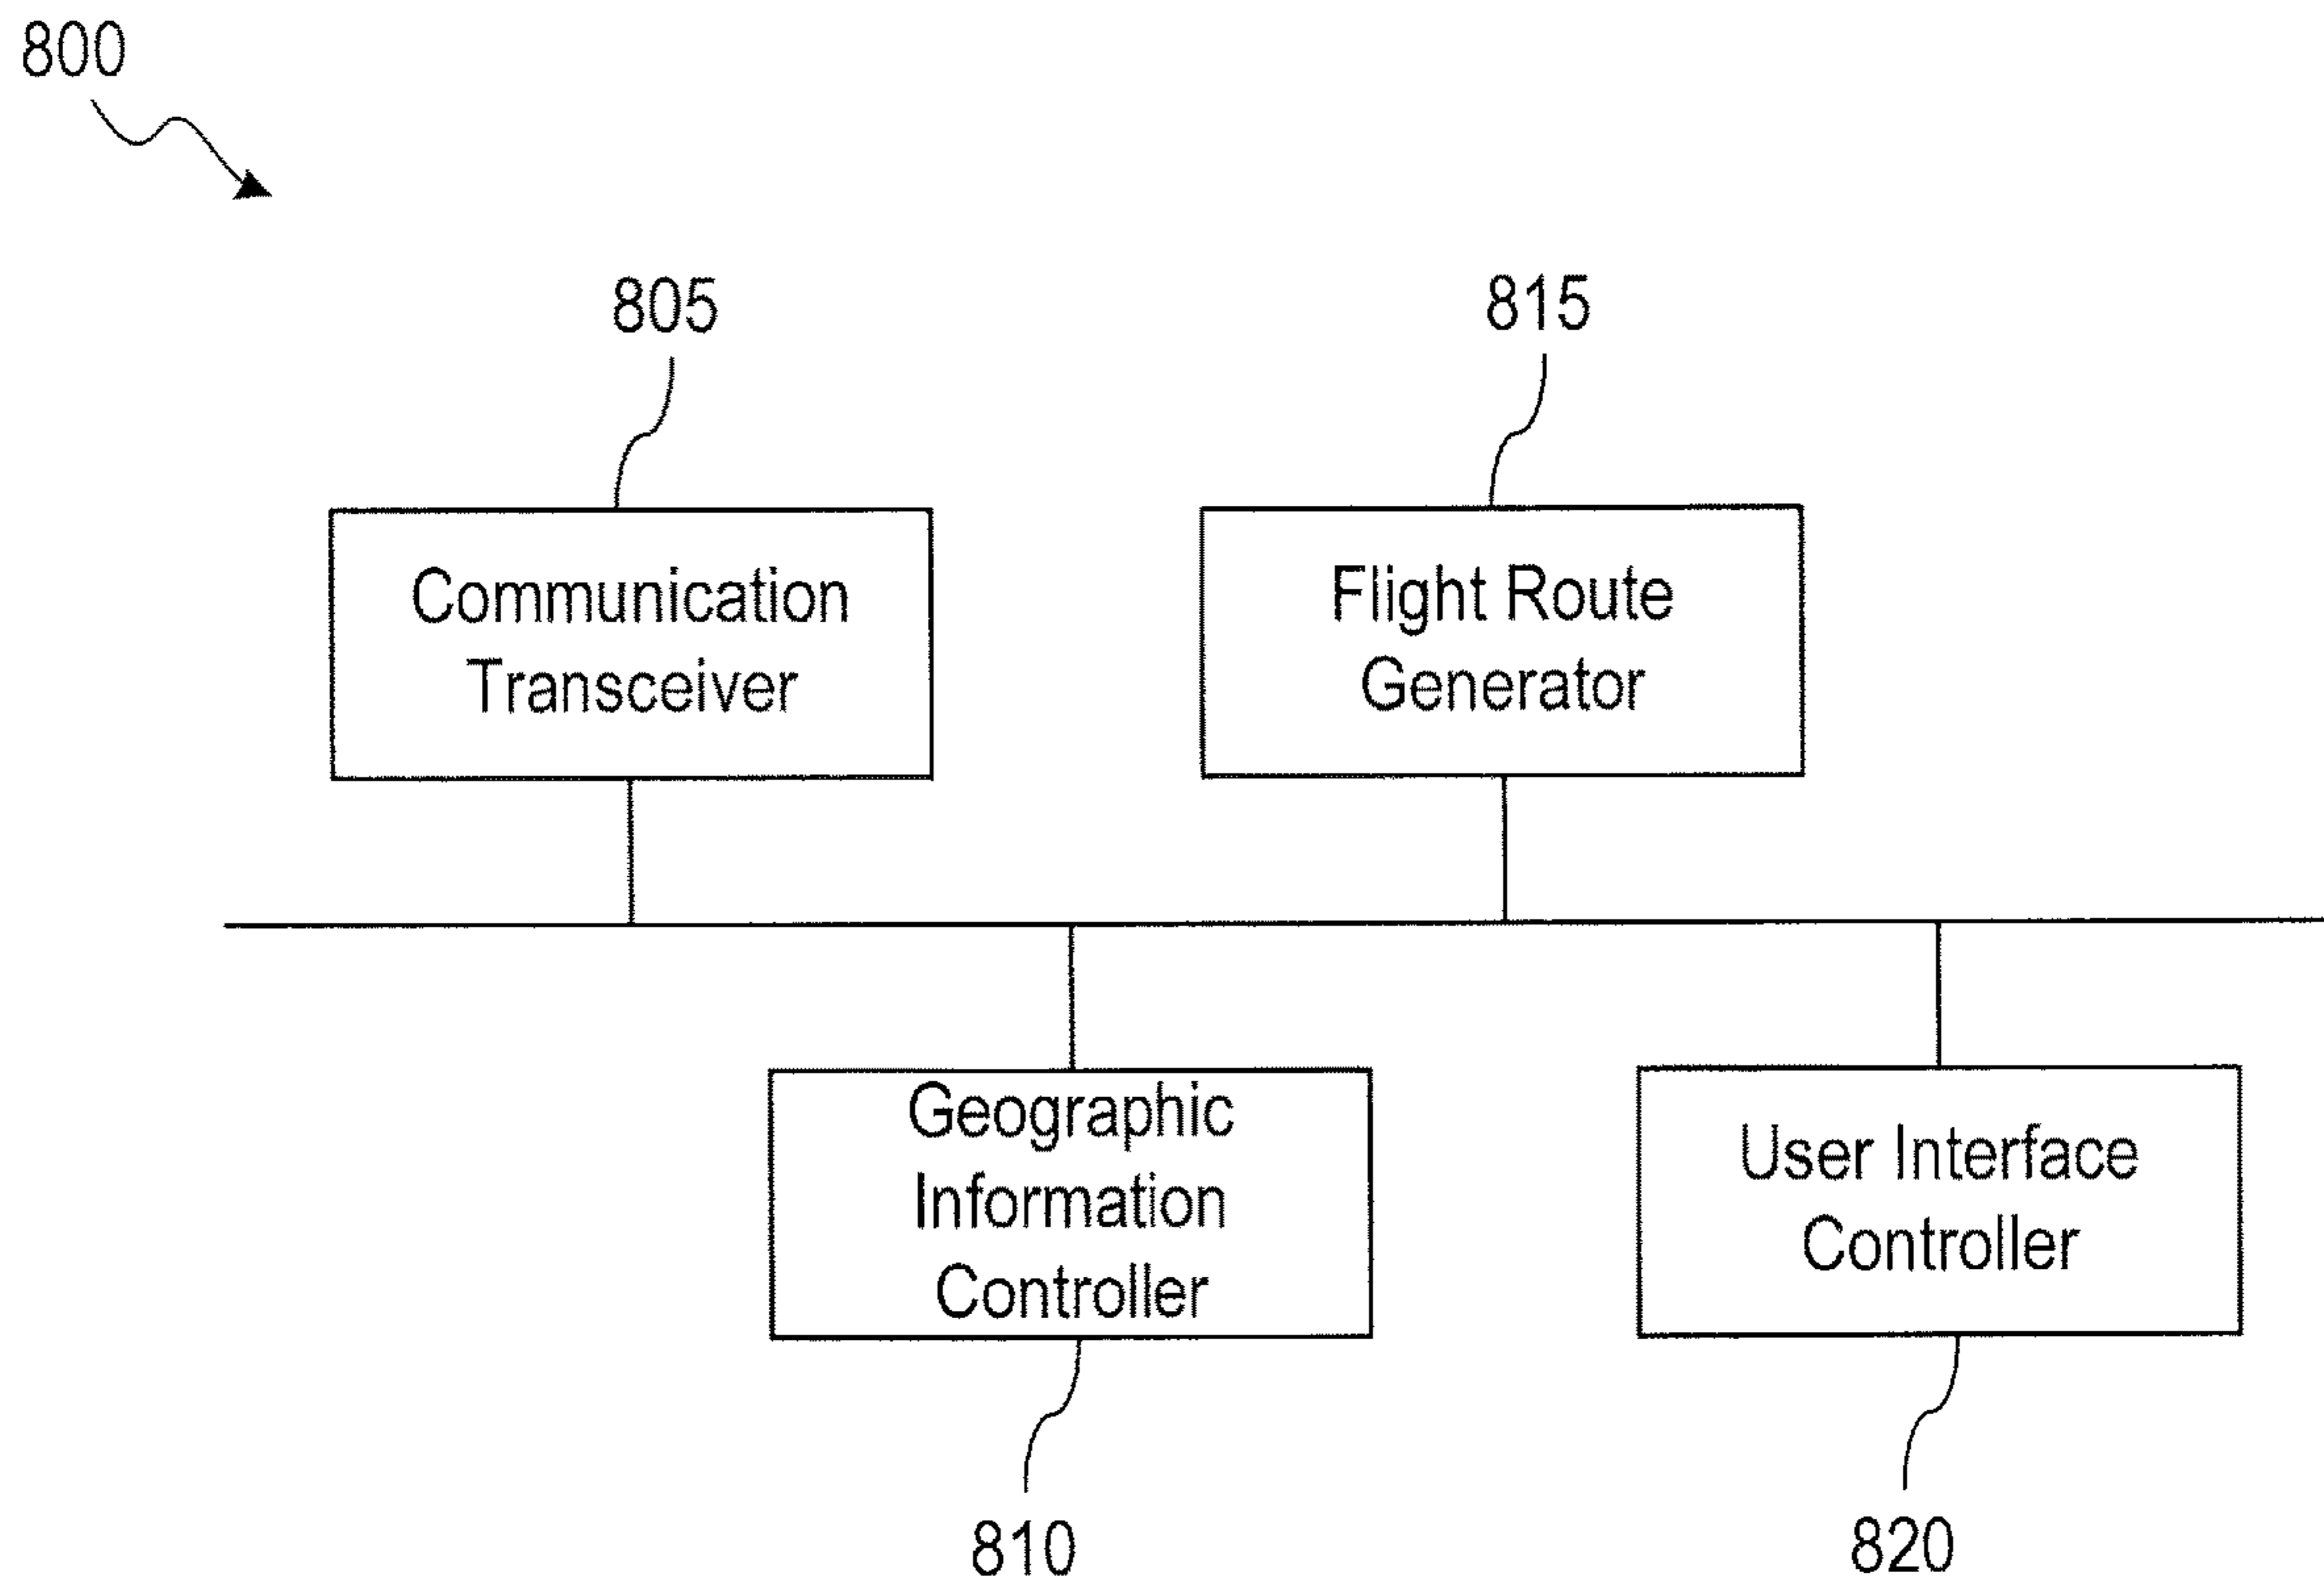 800
805
815
Communication
Transceiver
Flight Route
Generator
Geographic
Information
Controller
User Interface
Controller
810
820